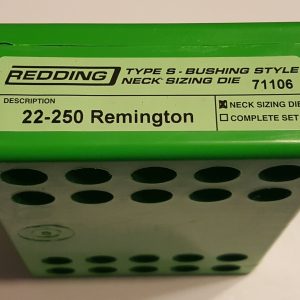 REDDING
TYPE S - BUSHING STYLE
NECK SIZING DIE 71106
DESCRIPTION
22-250 Remington
NECK SIZING DIE
COMPLETE SET